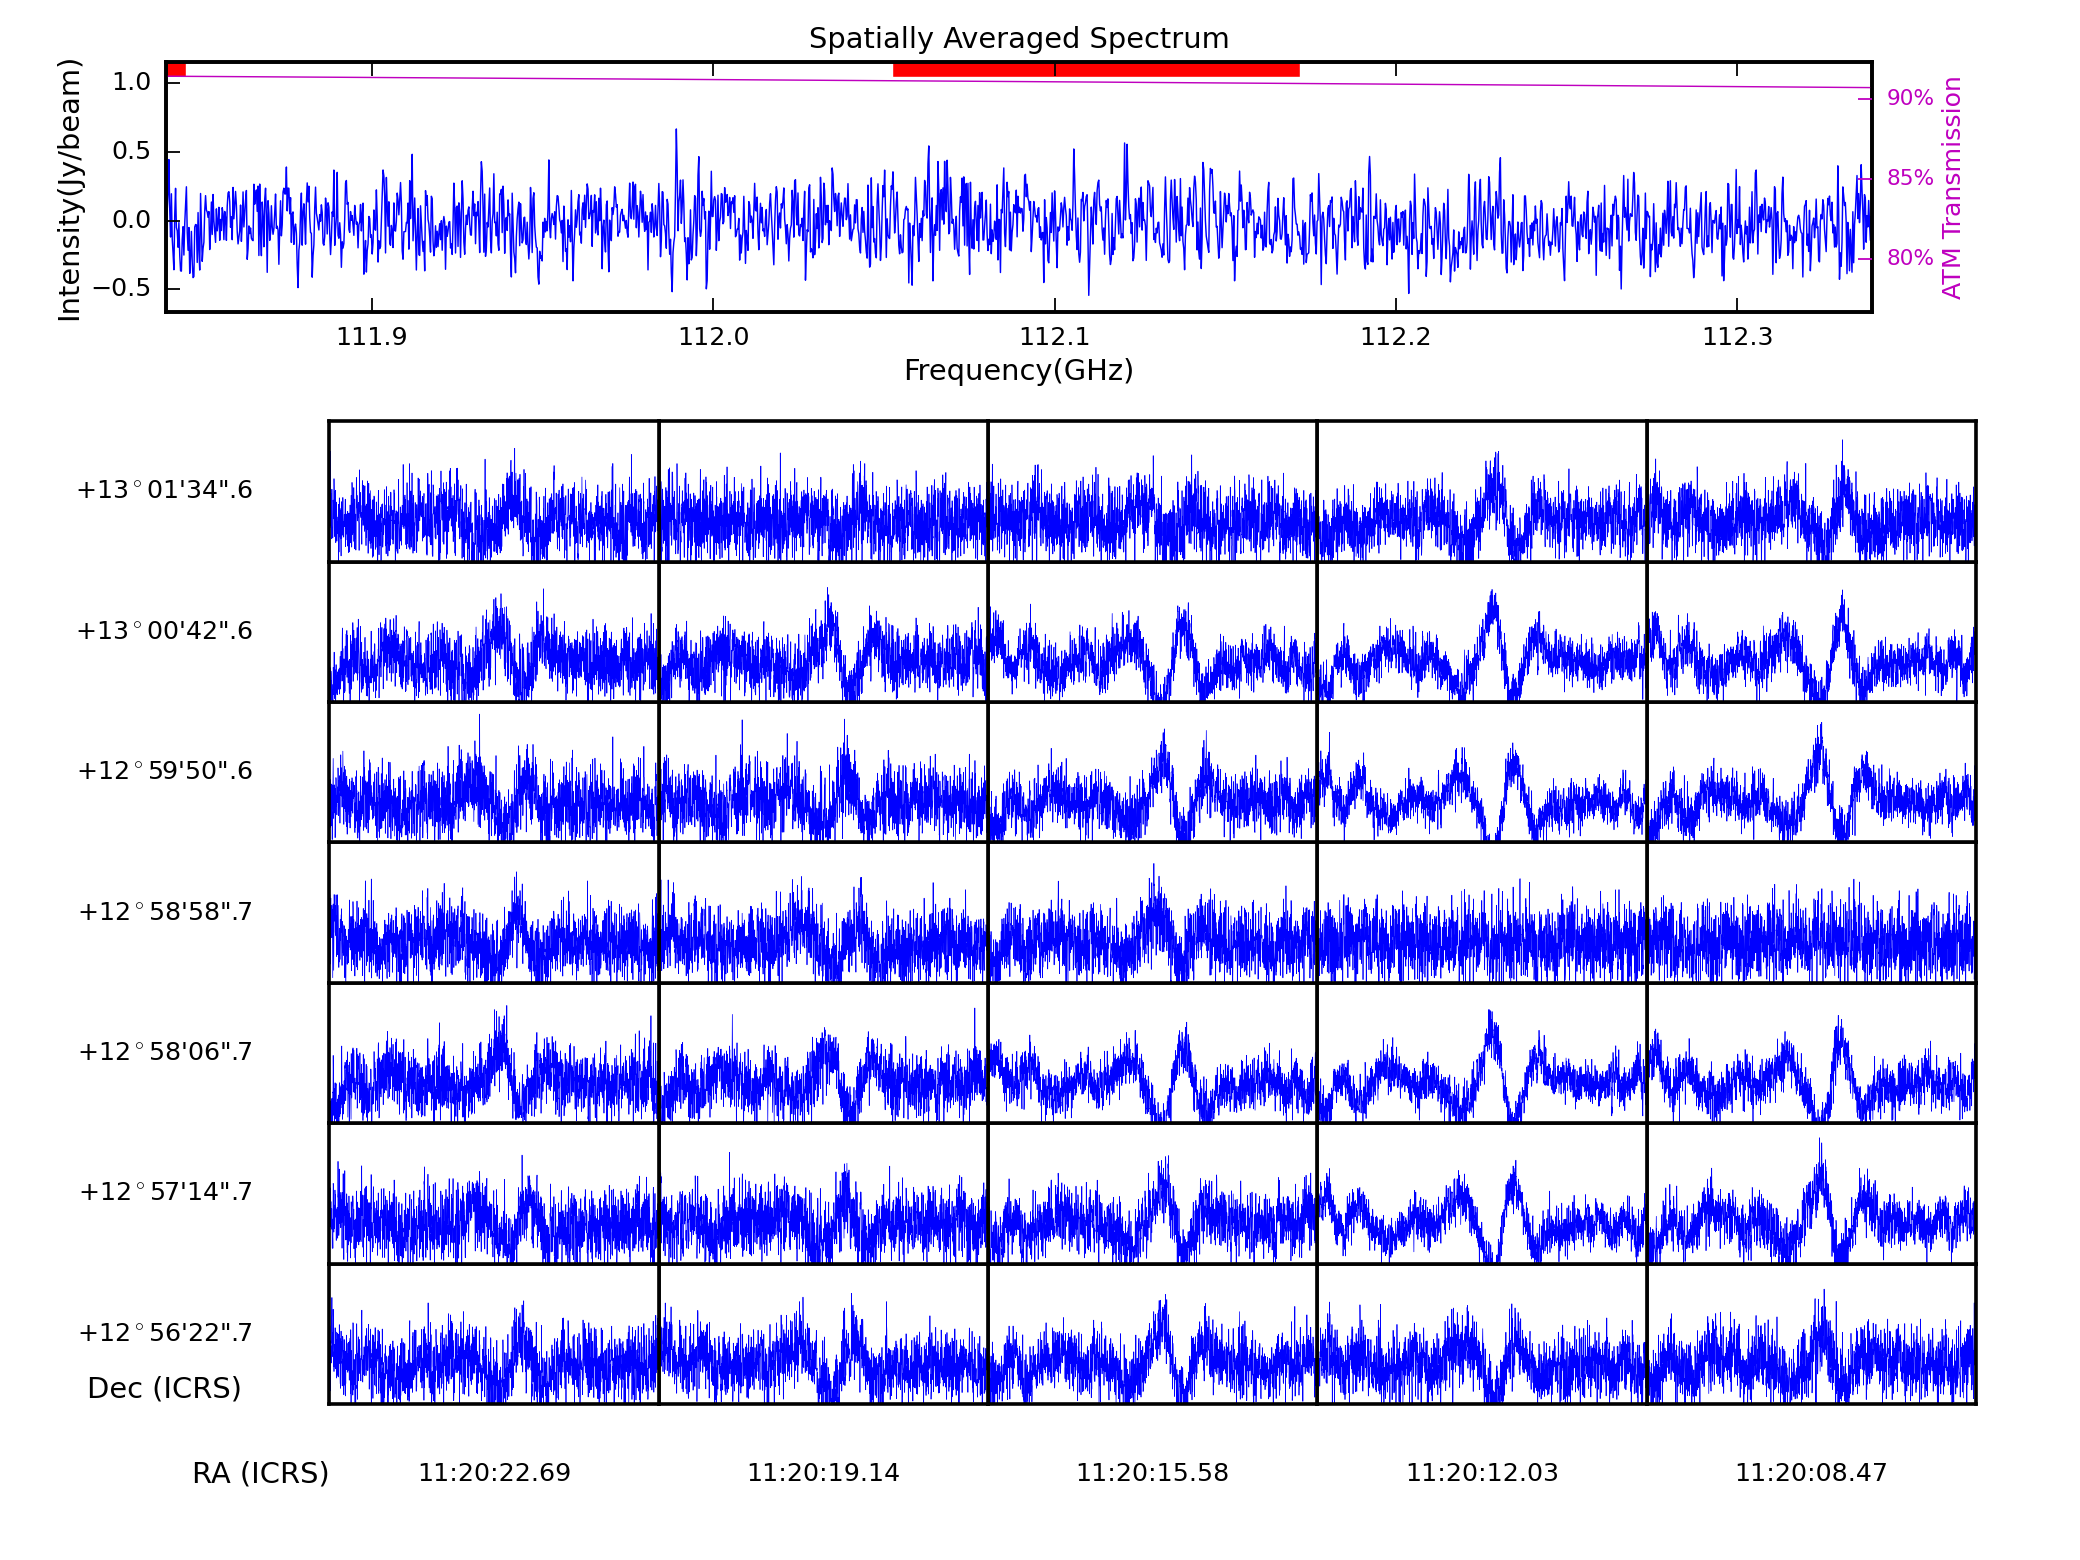 Spatially Averaged Spectrum
Intensity(Jy/beam)
1.0
0.5
0.0
−0.5
90%
85%
80%
ATM Transmission
111.9 112.0 112.1 112.2 112.3
Frequency(GHz)
+13°01'34".6
+13°00'42".6
+12°59'50".6
+12°58'58".7
+12°58'06".7
+12°57'14".7
+12°56'22".7
Dec (ICRS)
RA (ICRS) 11:20:22.69 11:20:19.14 11:20:15.58 11:20:12.03 11:20:08.47